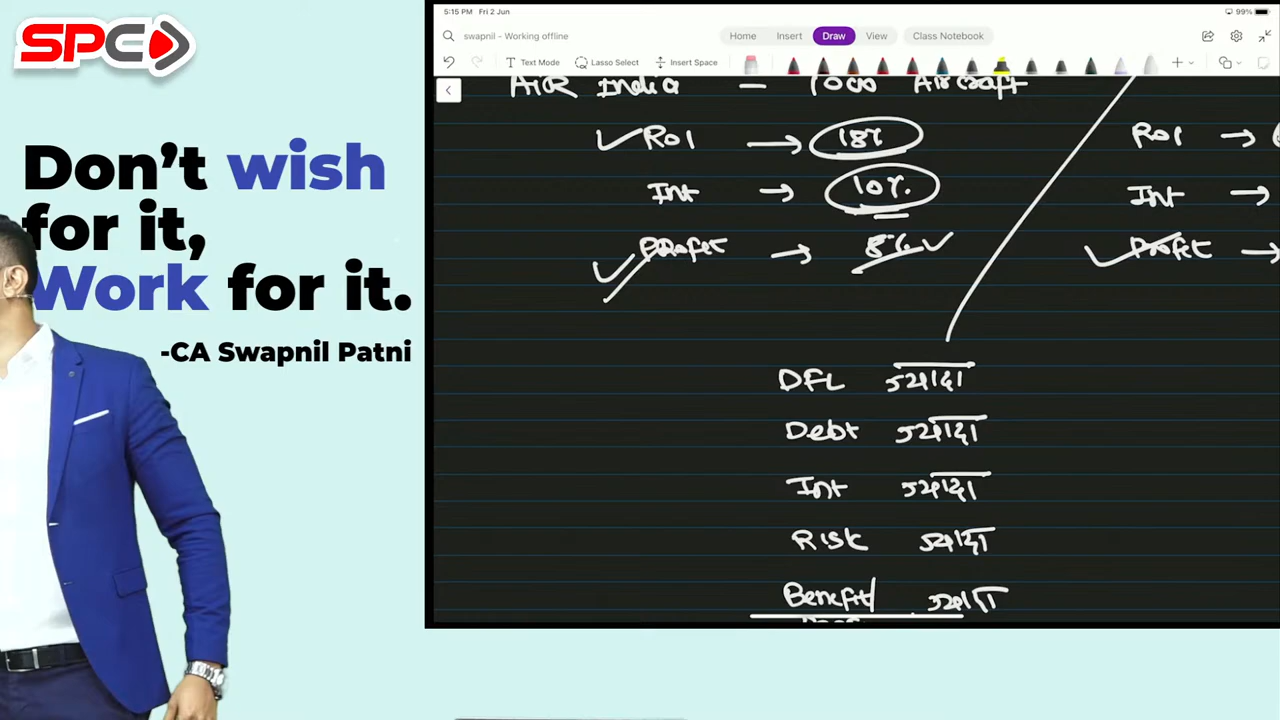 SPC
Don't wish
for it,
Work for it.
-CA Swapnil Patni
5:15 PM Fri 2 Jun
99%
swapnil - Working offline
Home Insert Draw View Class Notebook
Text Mode Lasso Select Insert Space
AIR India — 1000 Aircraft
ROI → 18%
Int → 10%.
Profit → 8%
ROI →
Int →
Profit →
DFL ज्यादा
Debt ज्यादा
Int ज्यादा
Risk ज्यादा
Benefit/ ज्यादा